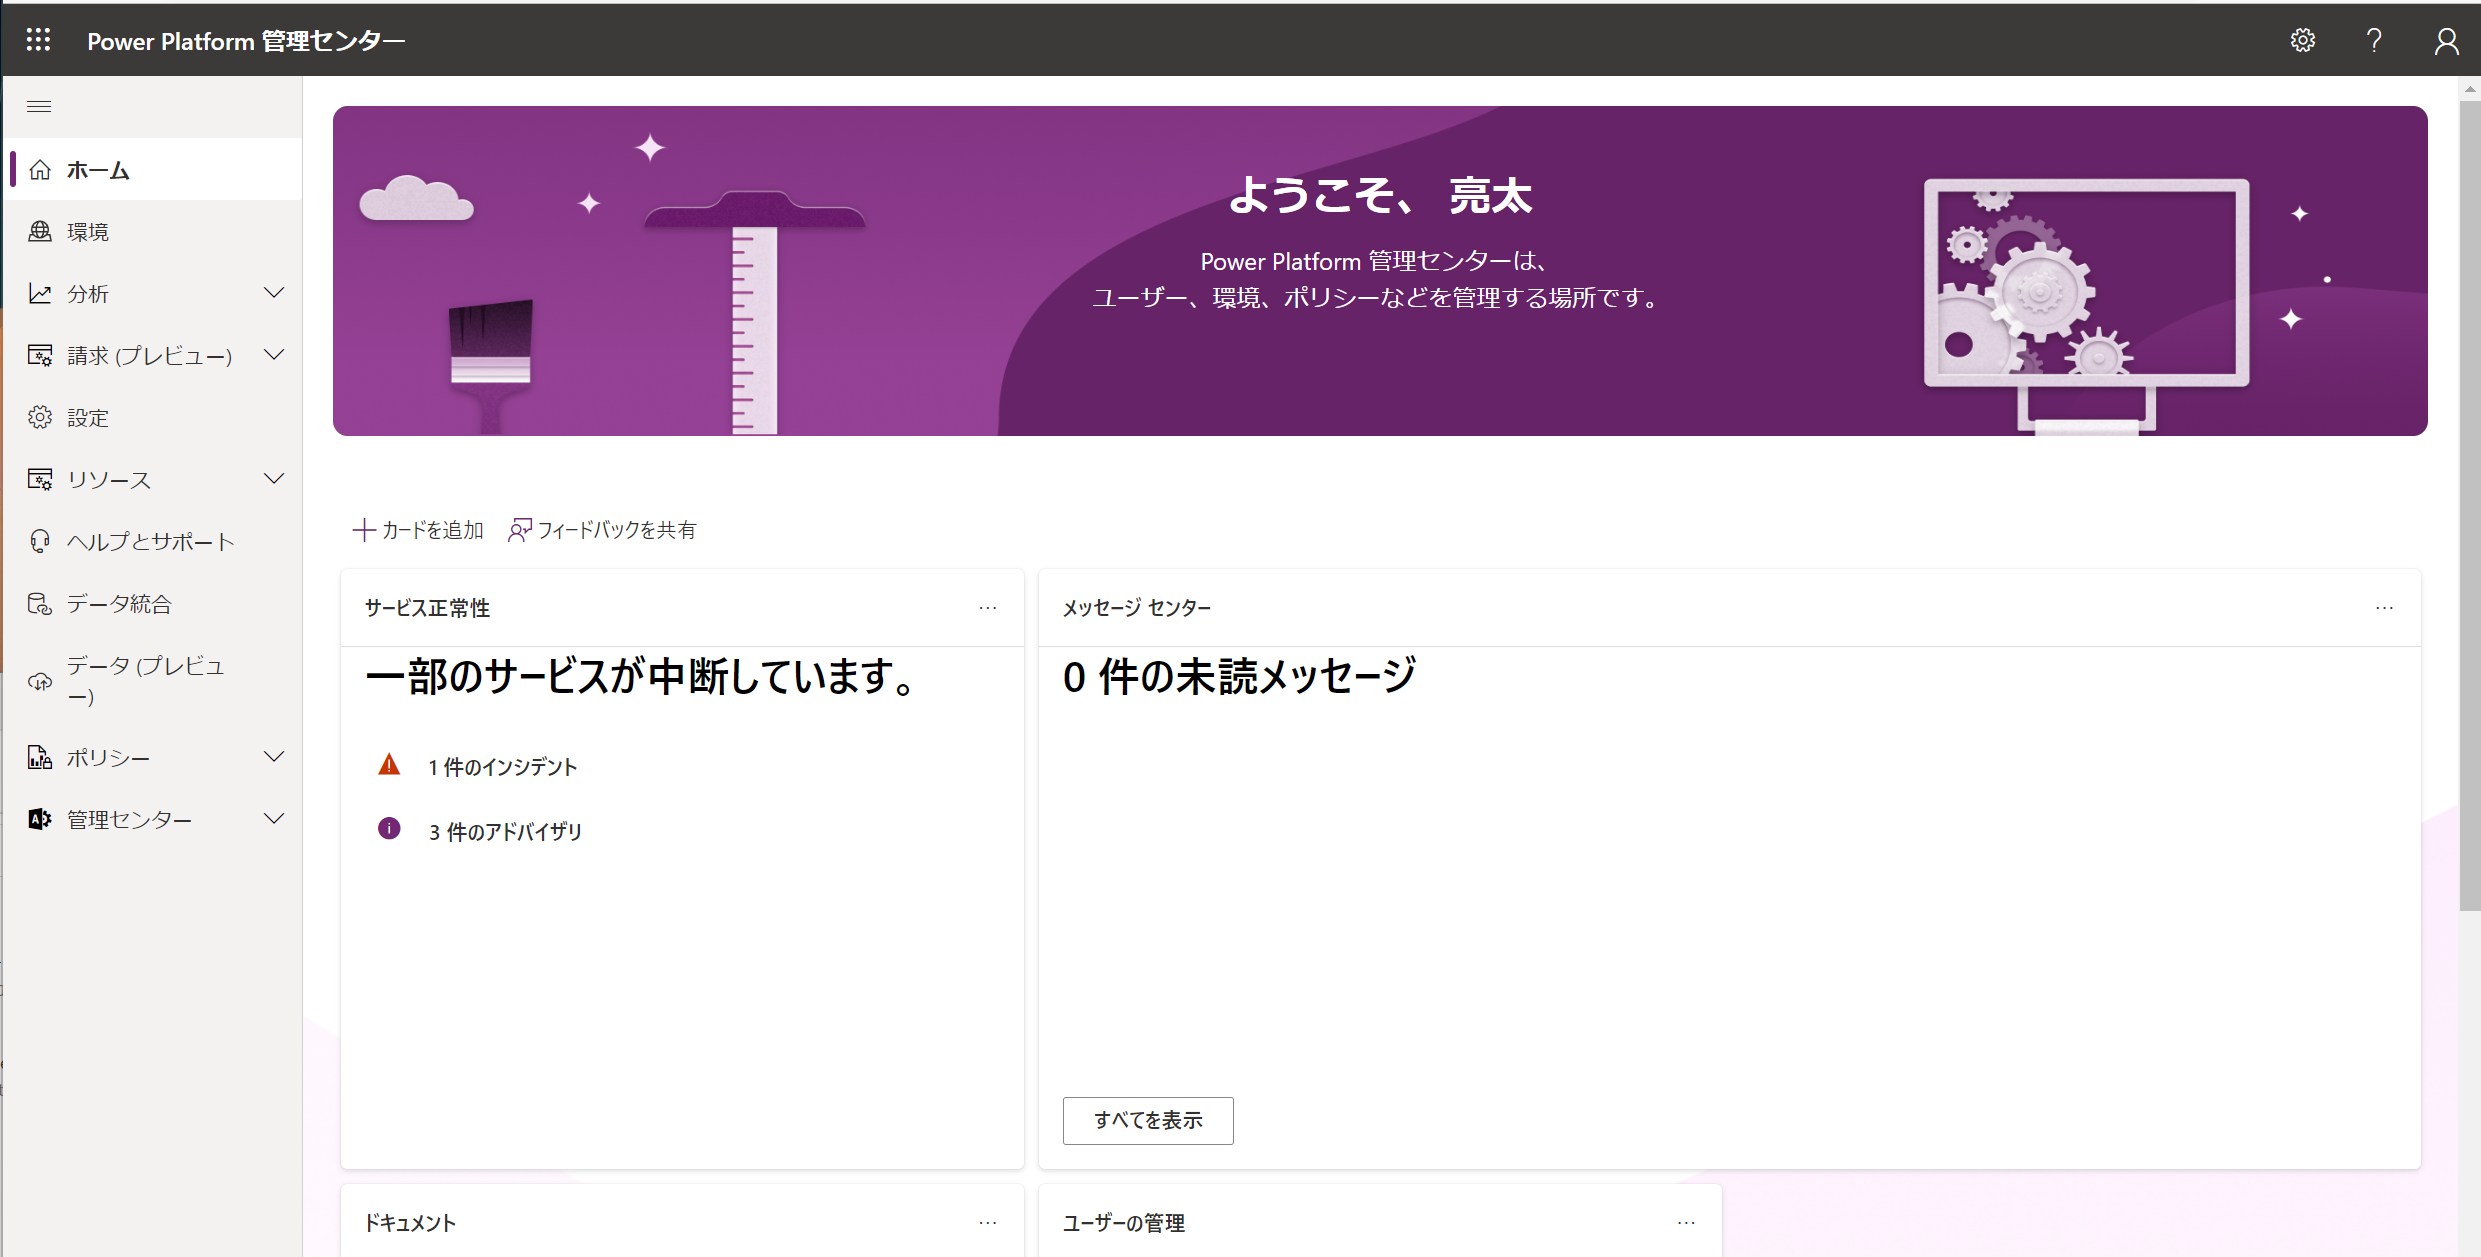 Power Platform 管理センター
ホーム
環境
分析
請求 (プレビュー)
設定
リソース
ヘルプとサポート
データ統合
データ (プレビュ
ー)
ポリシー
管理センター
ようこそ、 亮太
Power Platform 管理センターは、
ユーザー、環境、ポリシーなどを管理する場所です。
カードを追加
フィードバックを共有
サービス正常性
一部のサービスが中断しています。
1 件のインシデント
3 件のアドバイザリ
メッセージ センター
0 件の未読メッセージ
すべてを表示
ドキュメント
ユーザーの管理